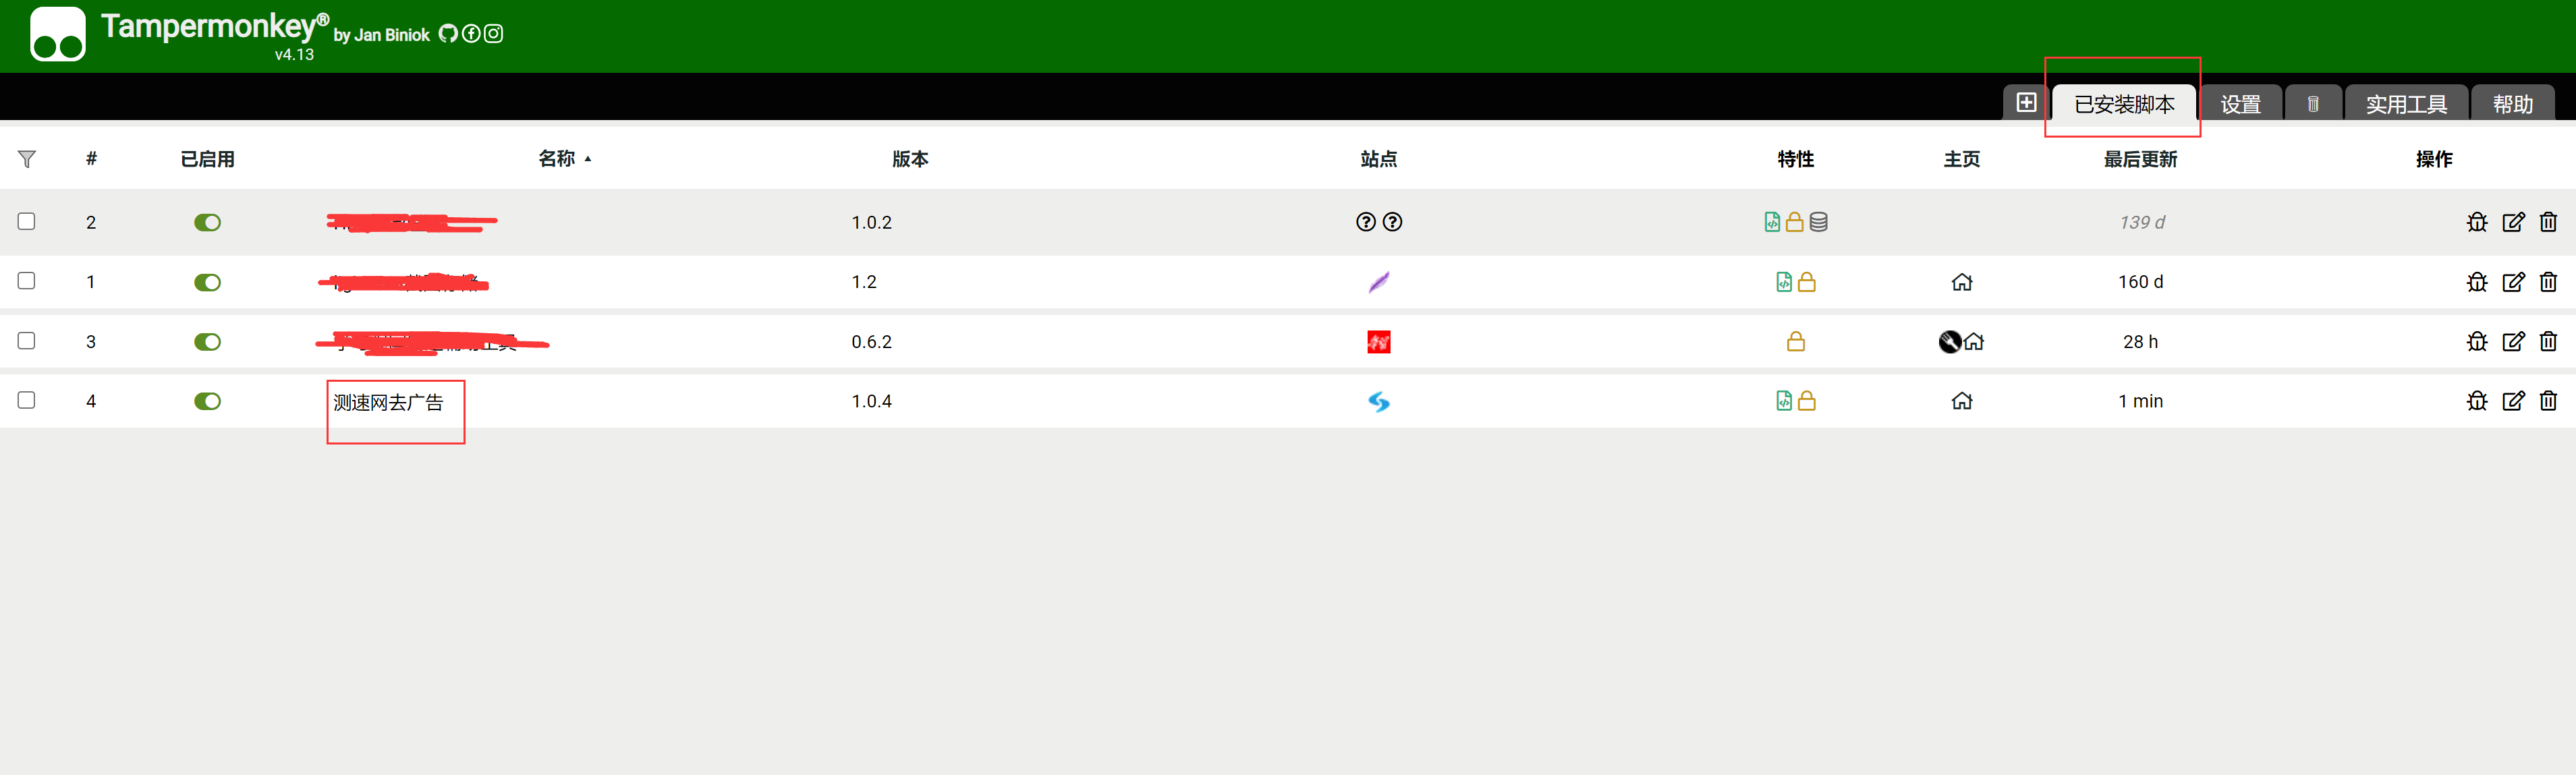 Tampermonkey® by Jan Biniok
v4.13
已安装脚本 设置 实用工具 帮助
# 已启用 名称 版本 站点 特性 主页 最后更新 操作
2 1.0.2 139 d
1 1.2 160 d
3 0.6.2 28 h
4 测速网去广告 1.0.4 1 min